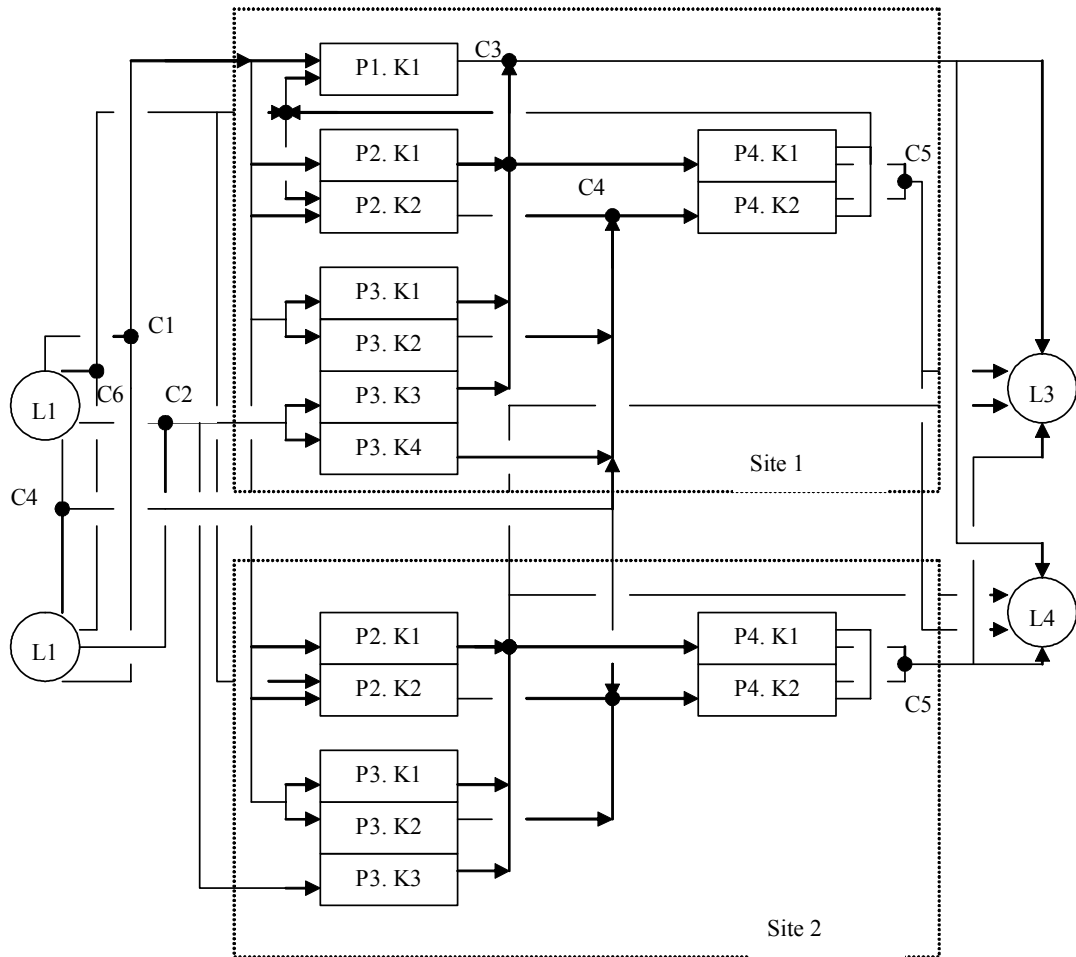 C3
P1. K1
P2. K1
P2. K2
P4. K1
P4. K2
C5
C4
P3. K1
P3. K2
P3. K3
P3. K4
C1
C6
C2
L1
L3
Site 1
C4
L1
L4
P2. K1
P2. K2
P4. K1
P4. K2
C5
P3. K1
P3. K2
P3. K3
Site 2